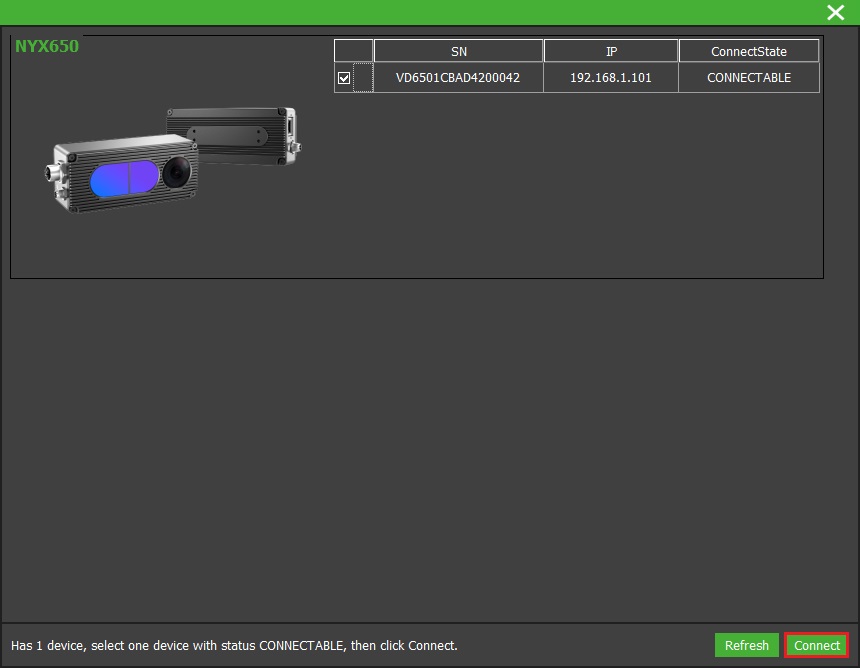 NYX650
SN IP ConnectState
VD6501CBAD4200042 192.168.1.101 CONNECTABLE
Has 1 device, select one device with status CONNECTABLE, then click Connect.
Refresh Connect